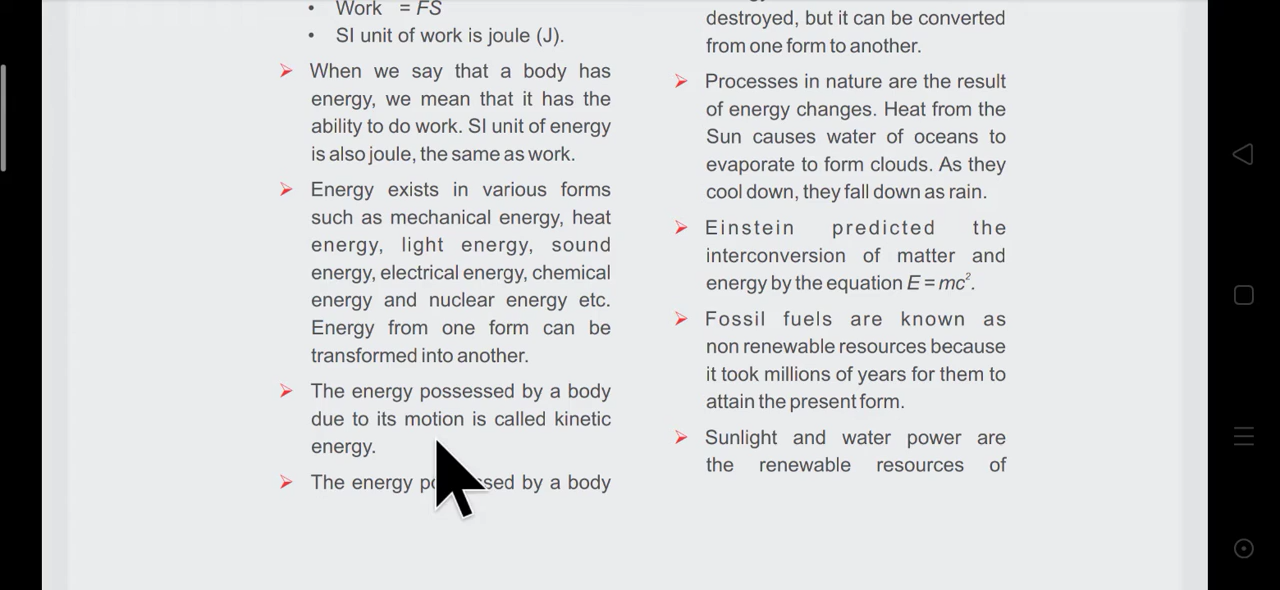 • Work = FS
• SI unit of work is joule (J).
➢ When we say that a body has
energy, we mean that it has the
ability to do work. SI unit of energy
is also joule, the same as work.
➢ Energy exists in various forms
such as mechanical energy, heat
energy, light energy, sound
energy, electrical energy, chemical
energy and nuclear energy etc.
Energy from one form can be
transformed into another.
➢ The energy possessed by a body
due to its motion is called kinetic
energy.
➢ The energy possessed by a body
destroyed, but it can be converted
from one form to another.
➢ Processes in nature are the result
of energy changes. Heat from the
Sun causes water of oceans to
evaporate to form clouds. As they
cool down, they fall down as rain.
➢ Einstein predicted the
interconversion of matter and
energy by the equation E = mc².
➢ Fossil fuels are known as
non renewable resources because
it took millions of years for them to
attain the present form.
➢ Sunlight and water power are
the renewable resources of